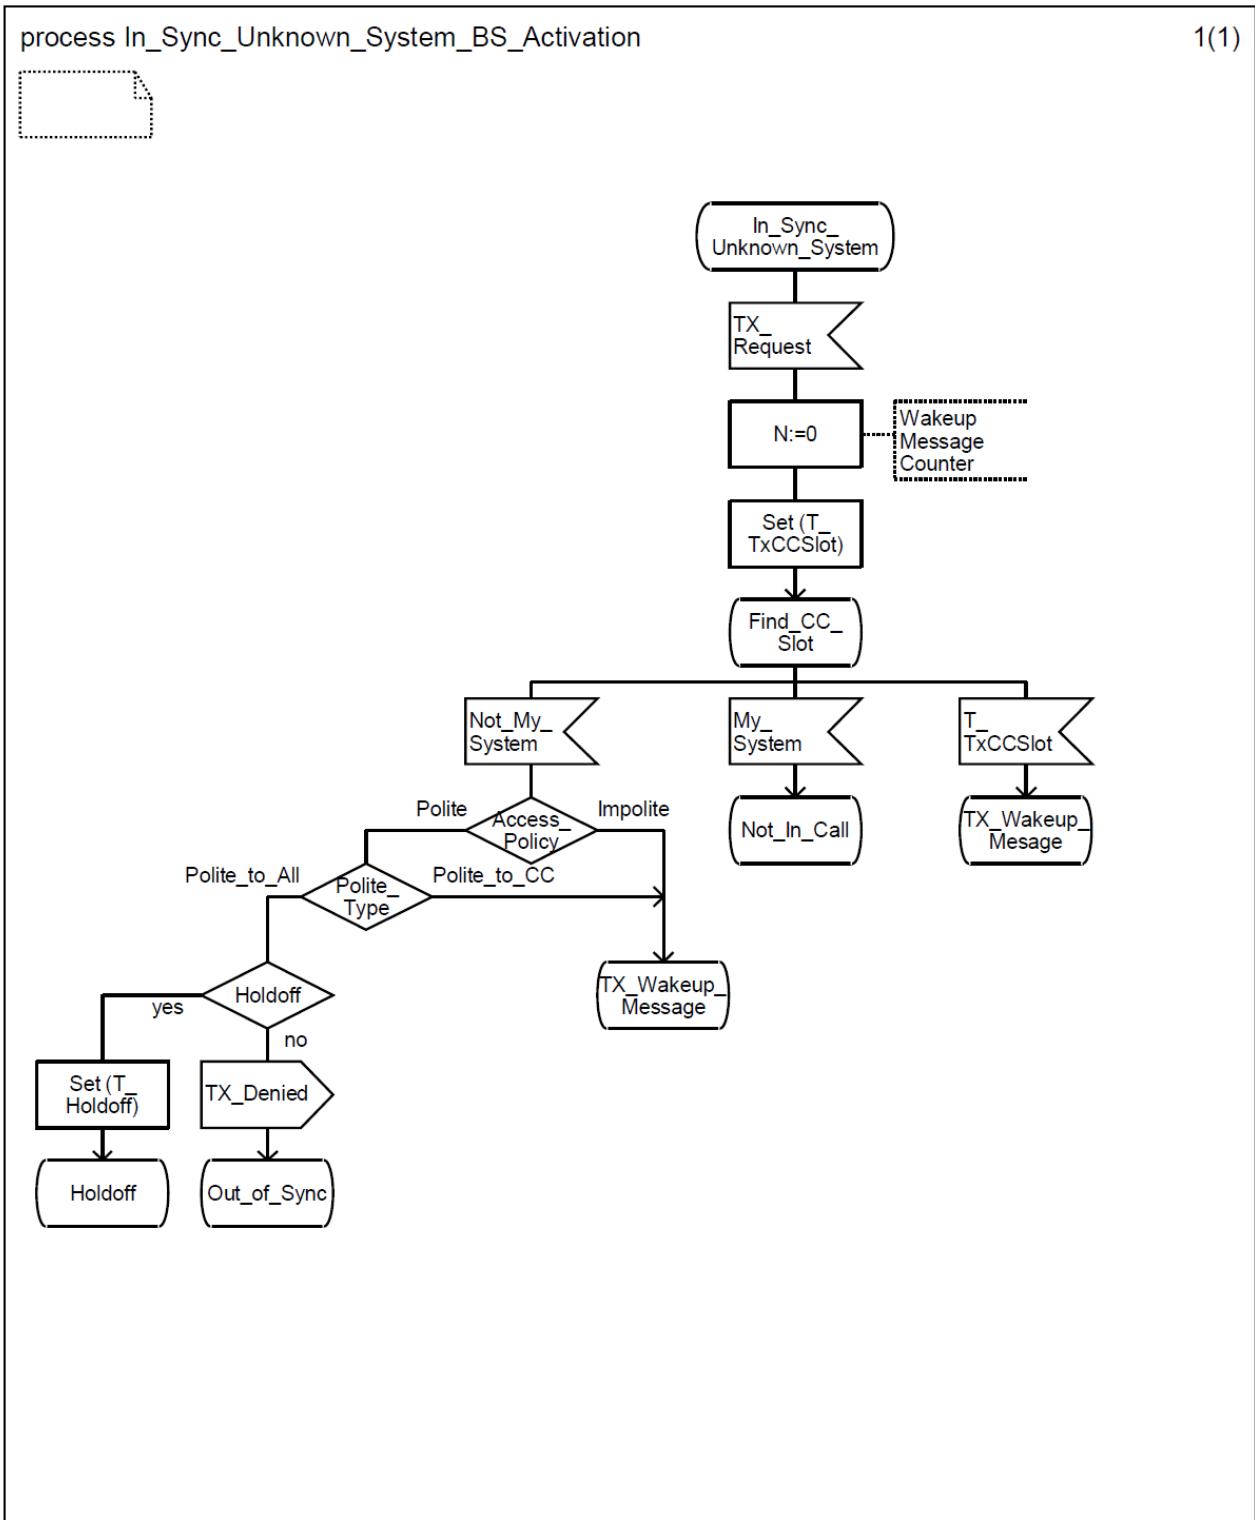 process In_Sync_Unknown_System_BS_Activation
1(1)
In_Sync_
Unknown_System
TX_
Request
N:=0
Wakeup
Message
Counter
Set (T_
TxCCSlot)
Find_CC_
Slot
Not_My_
System
My_
System
T_
TxCCSlot
Polite
Access_
Policy
Impolite
Not_In_Call
TX_Wakeup_
Mesage
Polite_to_All
Polite_
Type
Polite_to_CC
Holdoff
yes
no
TX_Wakeup_
Message
Set (T_
Holdoff)
TX_Denied
Holdoff
Out_of_Sync